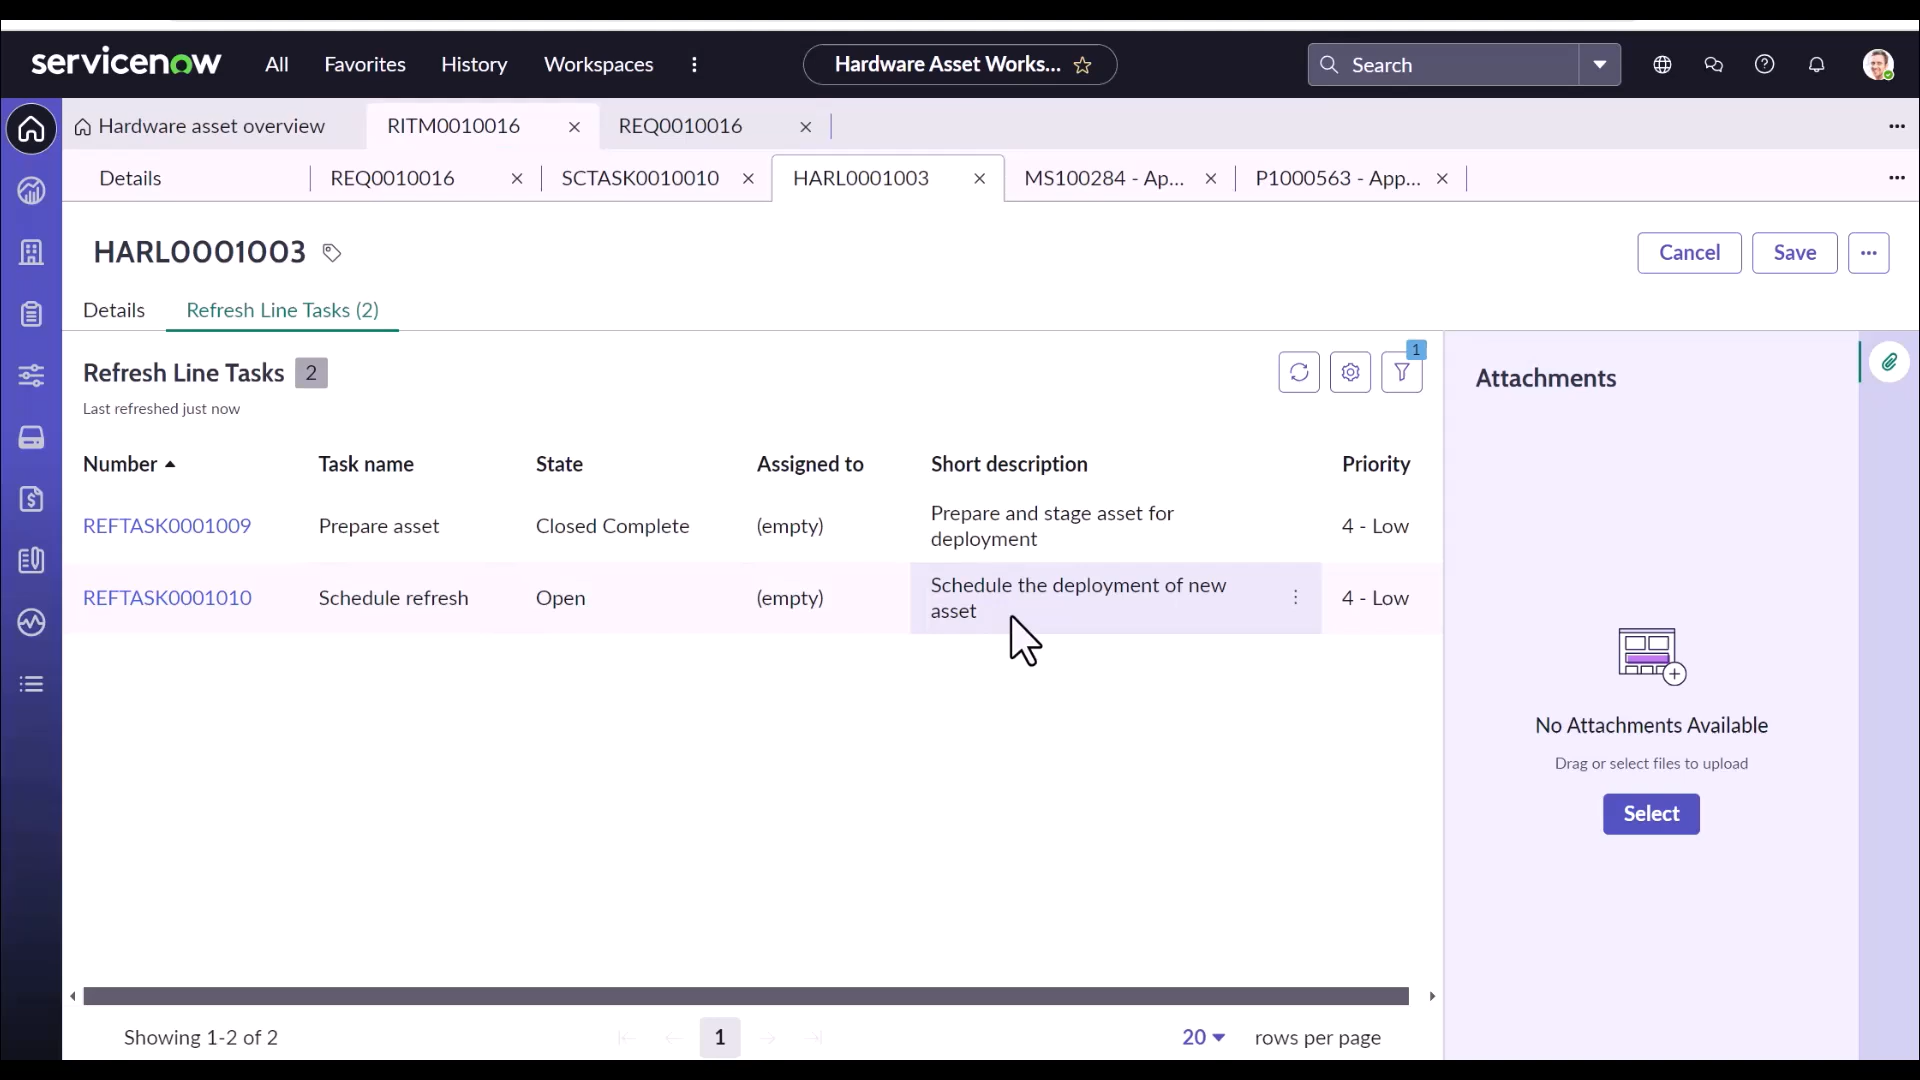 servicenow All Favorites History Workspaces Hardware Asset Works... Search
Hardware asset overview RITM0010016 REQ0010016
Details REQ0010016 SCTASK0010010 HARL0001003 MS100284 - Ap... P1000563 - App...
HARL0001003 Cancel Save
Details Refresh Line Tasks (2)
1
Refresh Line Tasks 2 Attachments
Last refreshed just now
Number Task name State Assigned to Short description Priority
REFTASK0001009 Prepare asset Closed Complete (empty) Prepare and stage asset for 4 - Low
deployment
REFTASK0001010 Schedule refresh Open (empty) Schedule the deployment of new 4 - Low
asset
No Attachments Available
Drag or select files to upload
Select
Showing 1-2 of 2 1 20 rows per page